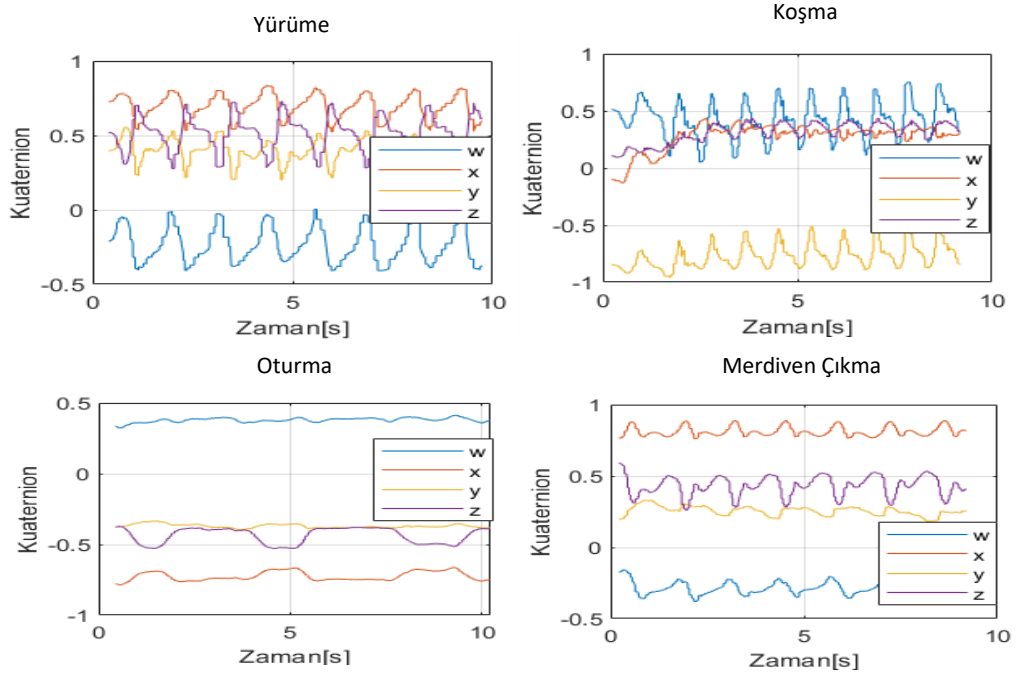 Yürüme
1
0.5
0
-0.5
Kuaternion
w
x
y
z
0
5
10
Zaman[s]
Koşma
1
0.5
0
-0.5
-1
Kuaternion
w
x
y
z
0
5
10
Zaman[s]
Oturma
0.5
0
-0.5
-1
Kuaternion
w
x
y
z
0
5
10
Zaman[s]
Merdiven Çıkma
1
0.5
0
-0.5
Kuaternion
w
x
y
z
0
5
10
Zaman[s]